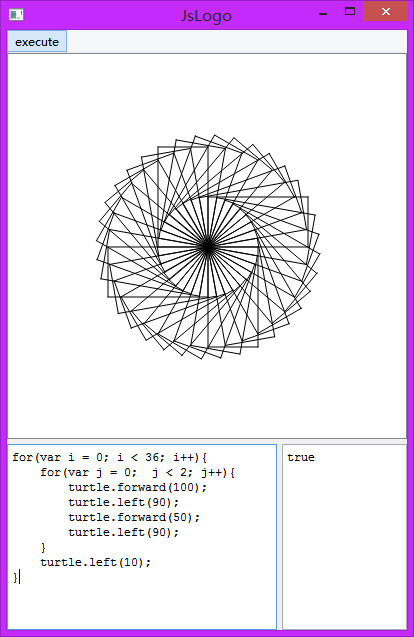 JsLogo
execute
for(var i = 0; i < 36; i++){
    for(var j = 0;  j < 2; j++){
        turtle.forward(100);
        turtle.left(90);
        turtle.forward(50);
        turtle.left(90);
    }
    turtle.left(10);
}
true